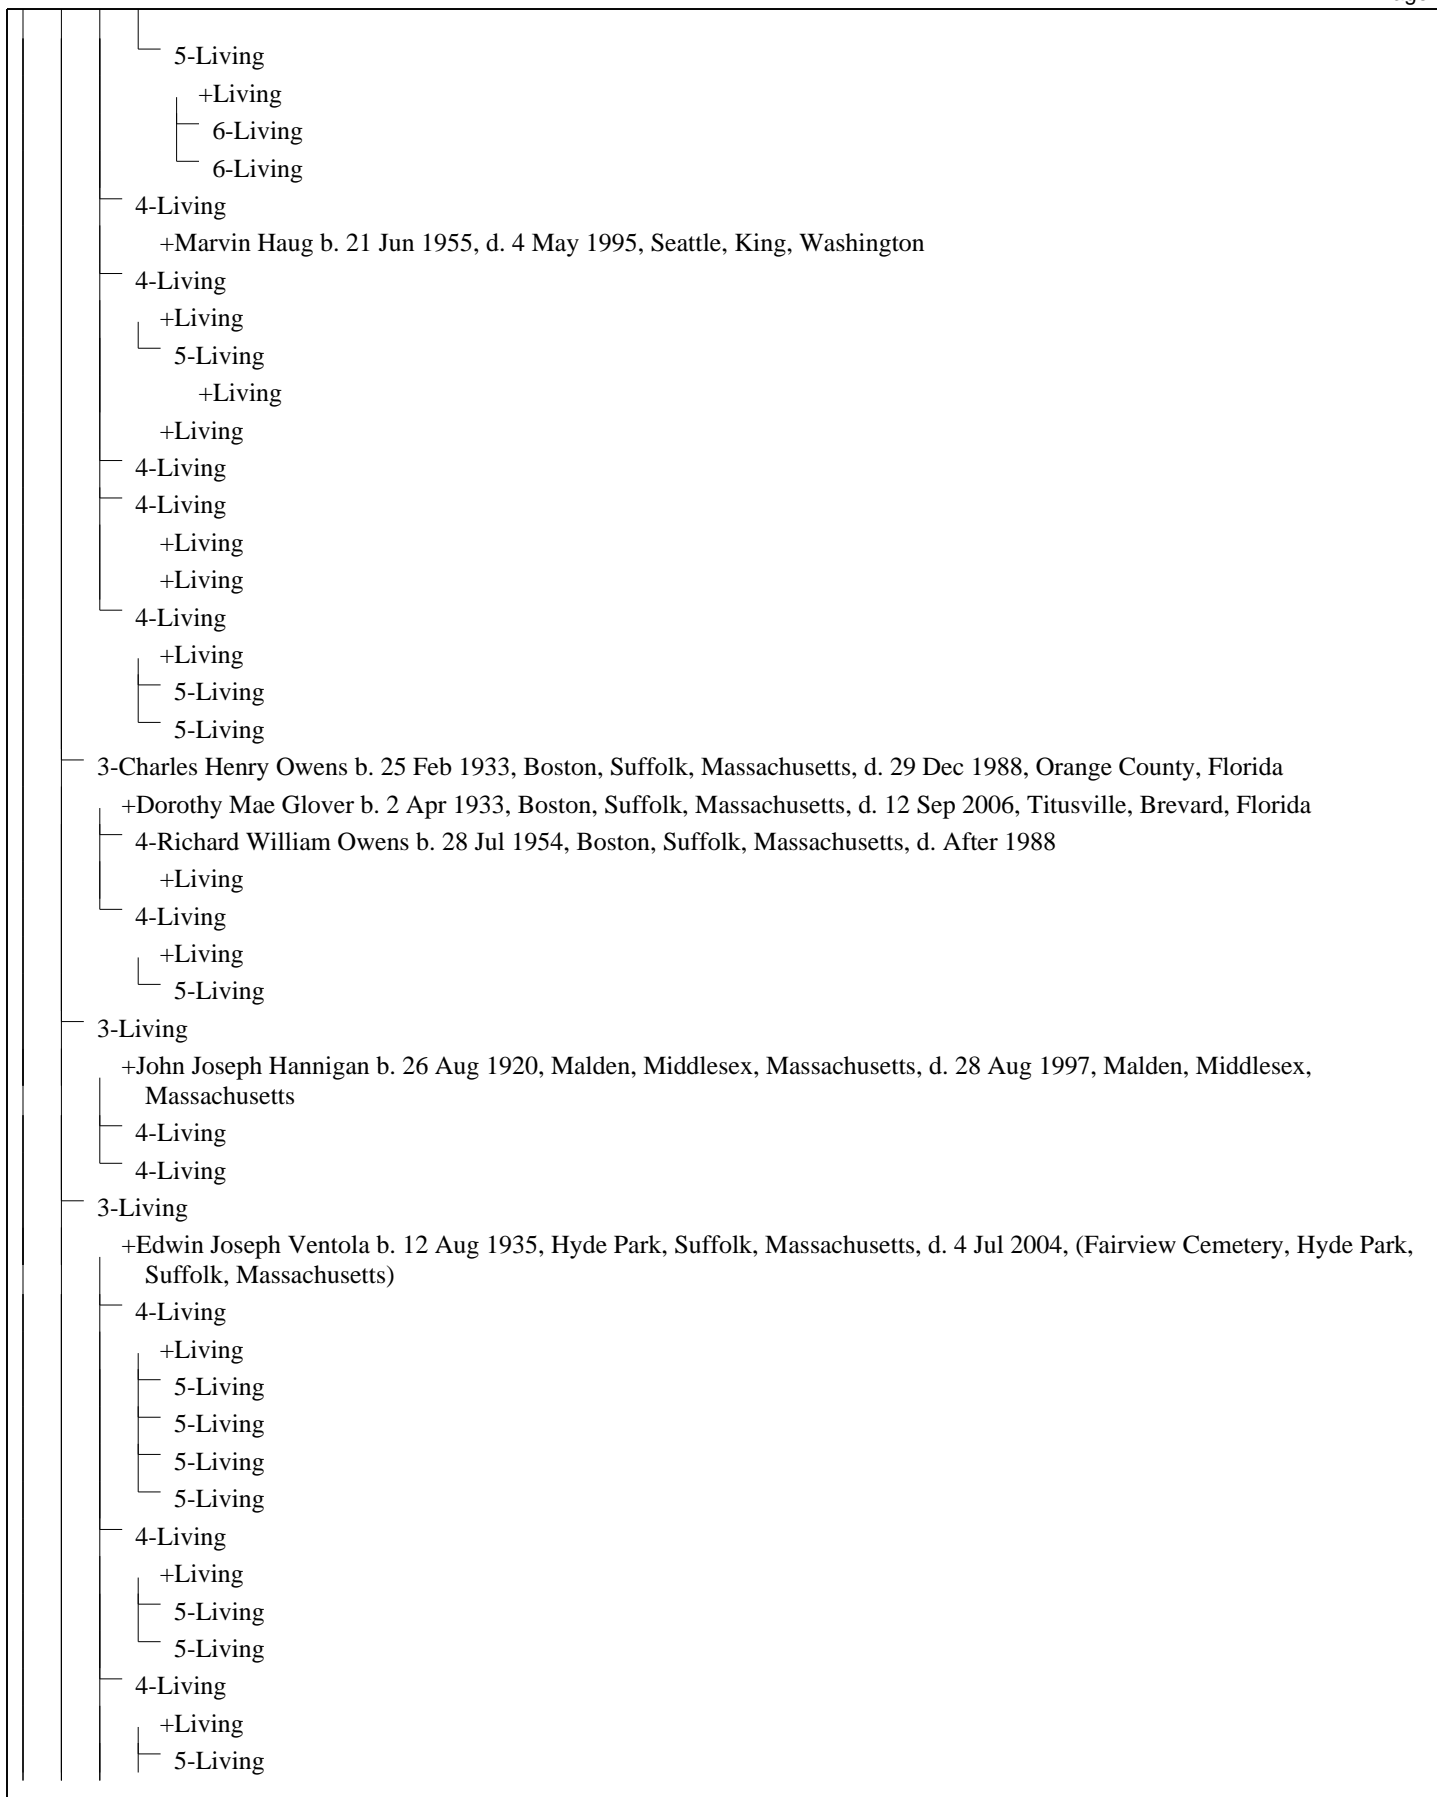 5-Living
+Living
6-Living
6-Living
4-Living
+Marvin Haug b. 21 Jun 1955, d. 4 May 1995, Seattle, King, Washington
4-Living
+Living
5-Living
+Living
+Living
4-Living
4-Living
+Living
+Living
4-Living
+Living
5-Living
5-Living
3-Charles Henry Owens b. 25 Feb 1933, Boston, Suffolk, Massachusetts, d. 29 Dec 1988, Orange County, Florida
+Dorothy Mae Glover b. 2 Apr 1933, Boston, Suffolk, Massachusetts, d. 12 Sep 2006, Titusville, Brevard, Florida
4-Richard William Owens b. 28 Jul 1954, Boston, Suffolk, Massachusetts, d. After 1988
+Living
4-Living
+Living
5-Living
3-Living
+John Joseph Hannigan b. 26 Aug 1920, Malden, Middlesex, Massachusetts, d. 28 Aug 1997, Malden, Middlesex,
Massachusetts
4-Living
4-Living
3-Living
+Edwin Joseph Ventola b. 12 Aug 1935, Hyde Park, Suffolk, Massachusetts, d. 4 Jul 2004, (Fairview Cemetery, Hyde Park,
Suffolk, Massachusetts)
4-Living
+Living
5-Living
5-Living
5-Living
5-Living
4-Living
+Living
5-Living
5-Living
4-Living
+Living
5-Living